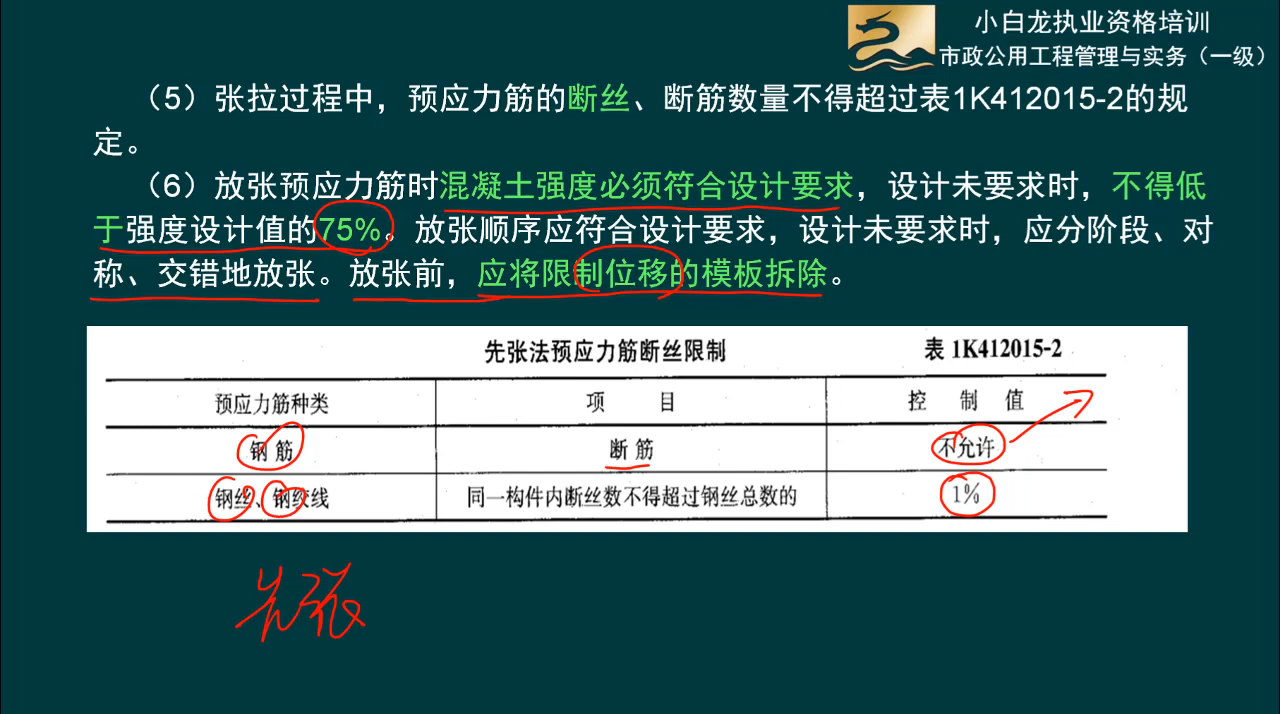 小白龙执业资格培训
市政公用工程管理与实务（一级）
（5）张拉过程中，预应力筋的断丝、断筋数量不得超过表1K412015-2的规
定。
（6）放张预应力筋时混凝土强度必须符合设计要求，设计未要求时，不得低
于强度设计值的75%。放张顺序应符合设计要求，设计未要求时，应分阶段、对
称、交错地放张。放张前，应将限制位移的模板拆除。
先张法预应力筋断丝限制 表 1K412015-2
预应力筋种类 项 目 控 制 值
钢 筋 断 筋 不允许
钢丝、钢绞线 同一构件内断丝数不得超过钢丝总数的 1%
先张